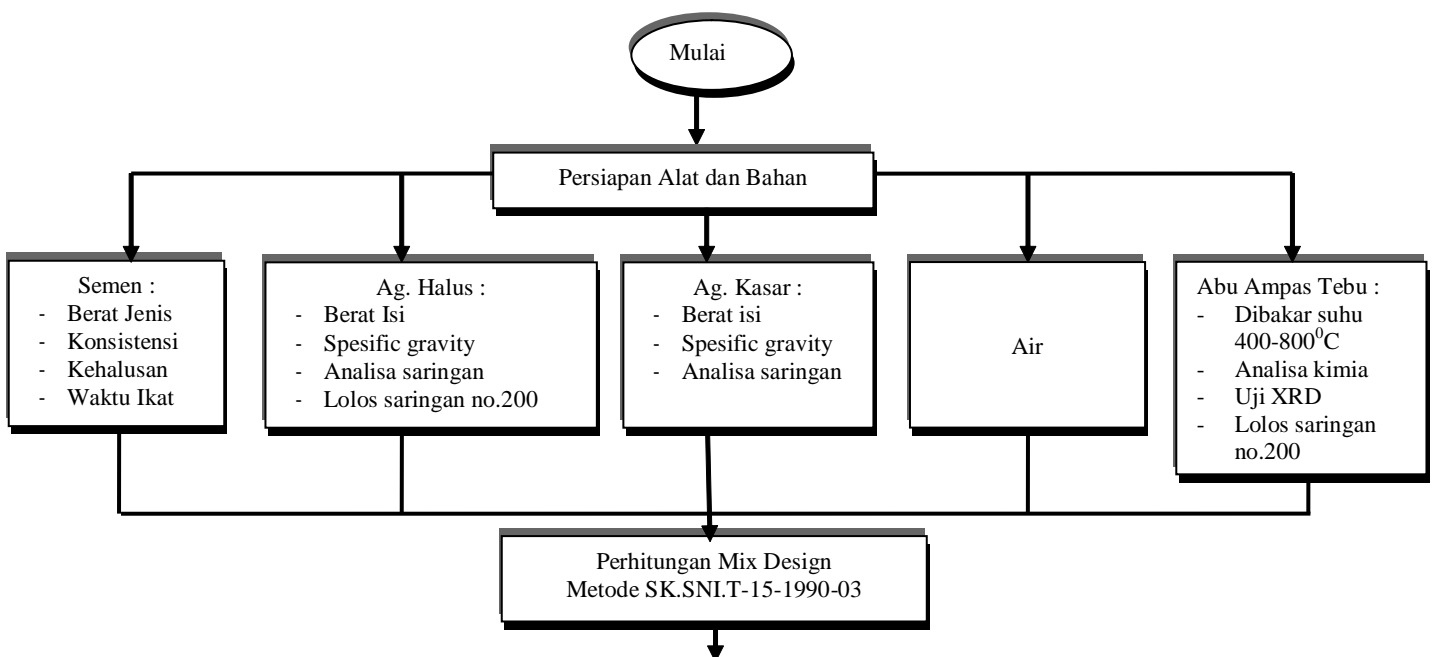 Mulai
Persiapan Alat dan Bahan
Semen :
- Berat Jenis
- Konsistensi
- Kehalusan
- Waktu Ikat
Ag. Halus :
- Berat Isi
- Spesific gravity
- Analisa saringan
- Lolos saringan no.200
Ag. Kasar :
- Berat isi
- Spesific gravity
- Analisa saringan
Air
Abu Ampas Tebu :
- Dibakar suhu
400-800⁰C
- Analisa kimia
- Uji XRD
- Lolos saringan
no.200
Perhitungan Mix Design
Metode SK.SNI.T-15-1990-03